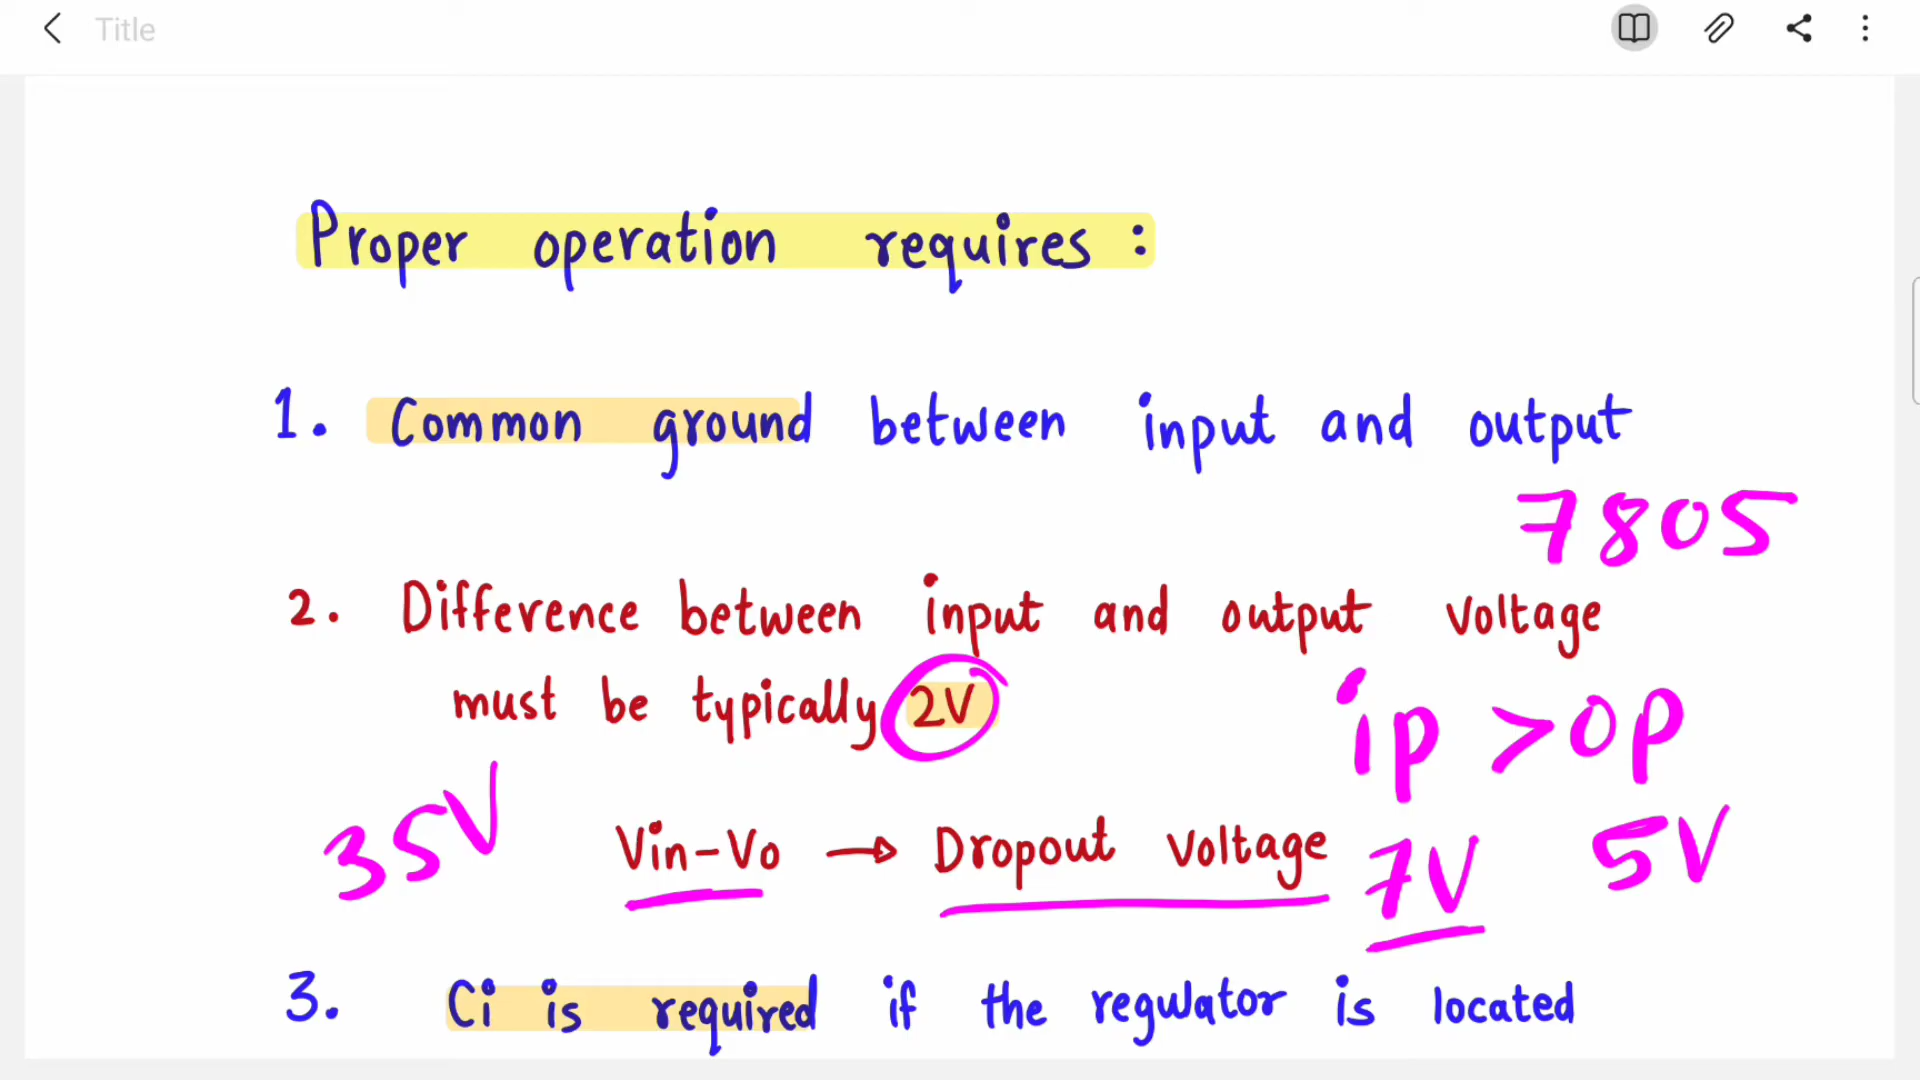 Title
Proper operation requires :
1. Common ground between input and output
7805
2. Difference between input and output voltage
must be typically 2V
ip > op
35V
Vin-Vo → Dropout voltage
7V
5V
3. Ci is required if the regulator is located